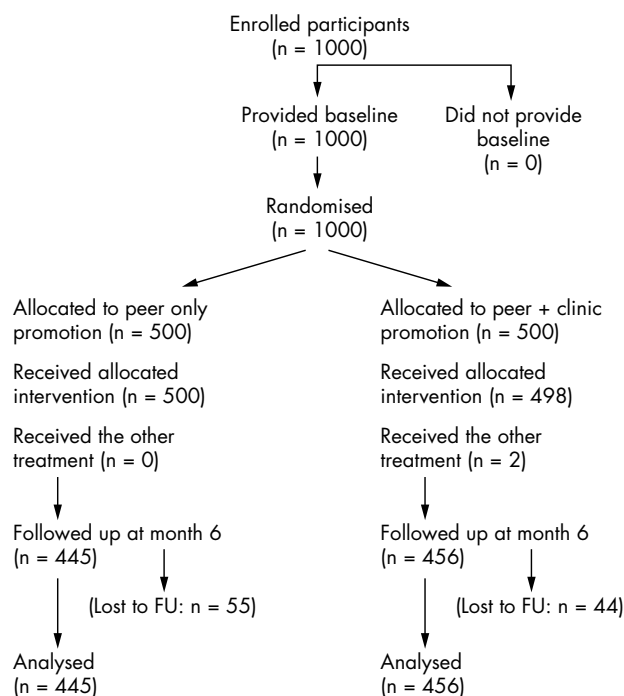 Enrolled participants
(n = 1000)
Provided baseline
(n = 1000)
Did not provide
baseline
(n = 0)
Randomised
(n = 1000)
Allocated to peer only
promotion (n = 500)
Received allocated
intervention (n = 500)
Received the other
treatment (n = 0)
Followed up at month 6
(n = 445)
(Lost to FU: n = 55)
Analysed
(n = 445)
Allocated to peer + clinic
promotion (n = 500)
Received allocated
intervention (n = 498)
Received the other
treatment (n = 2)
Followed up at month 6
(n = 456)
(Lost to FU: n = 44)
Analysed
(n = 456)